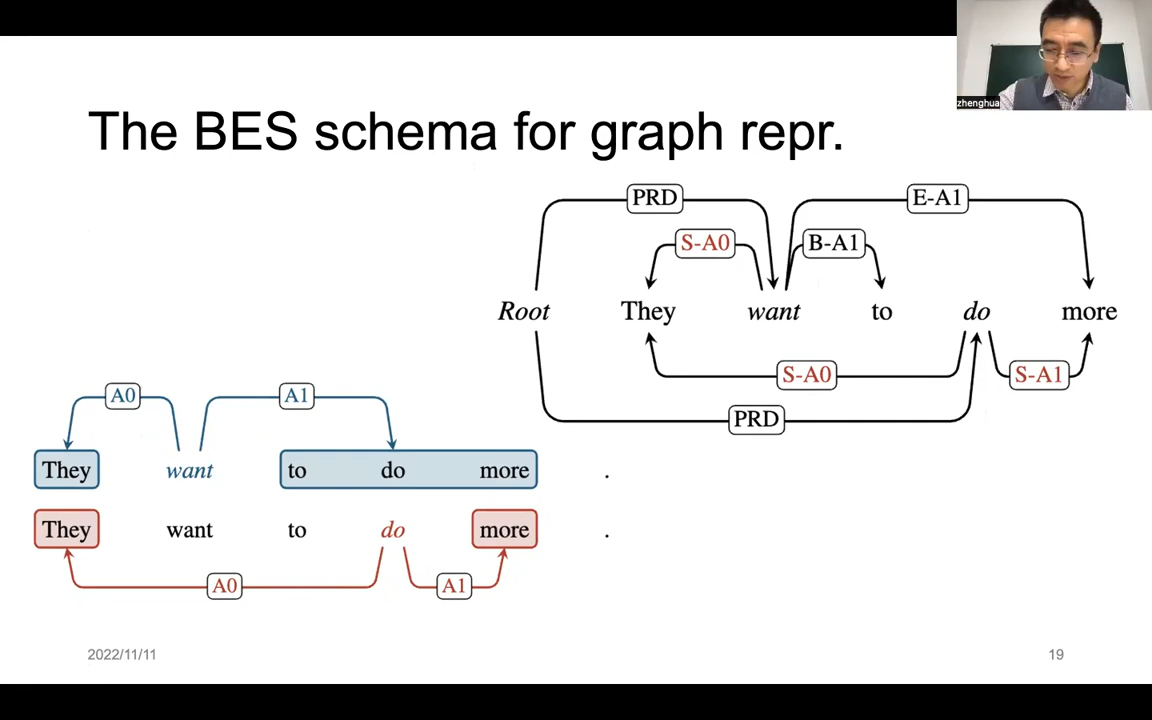 zhenghua
The BES schema for graph repr.
PRD E-A1
S-A0 B-A1
Root They want to do more
S-A0 S-A1
PRD
A0 A1
They want to do more .
They want to do more .
A0 A1
2022/11/11 19